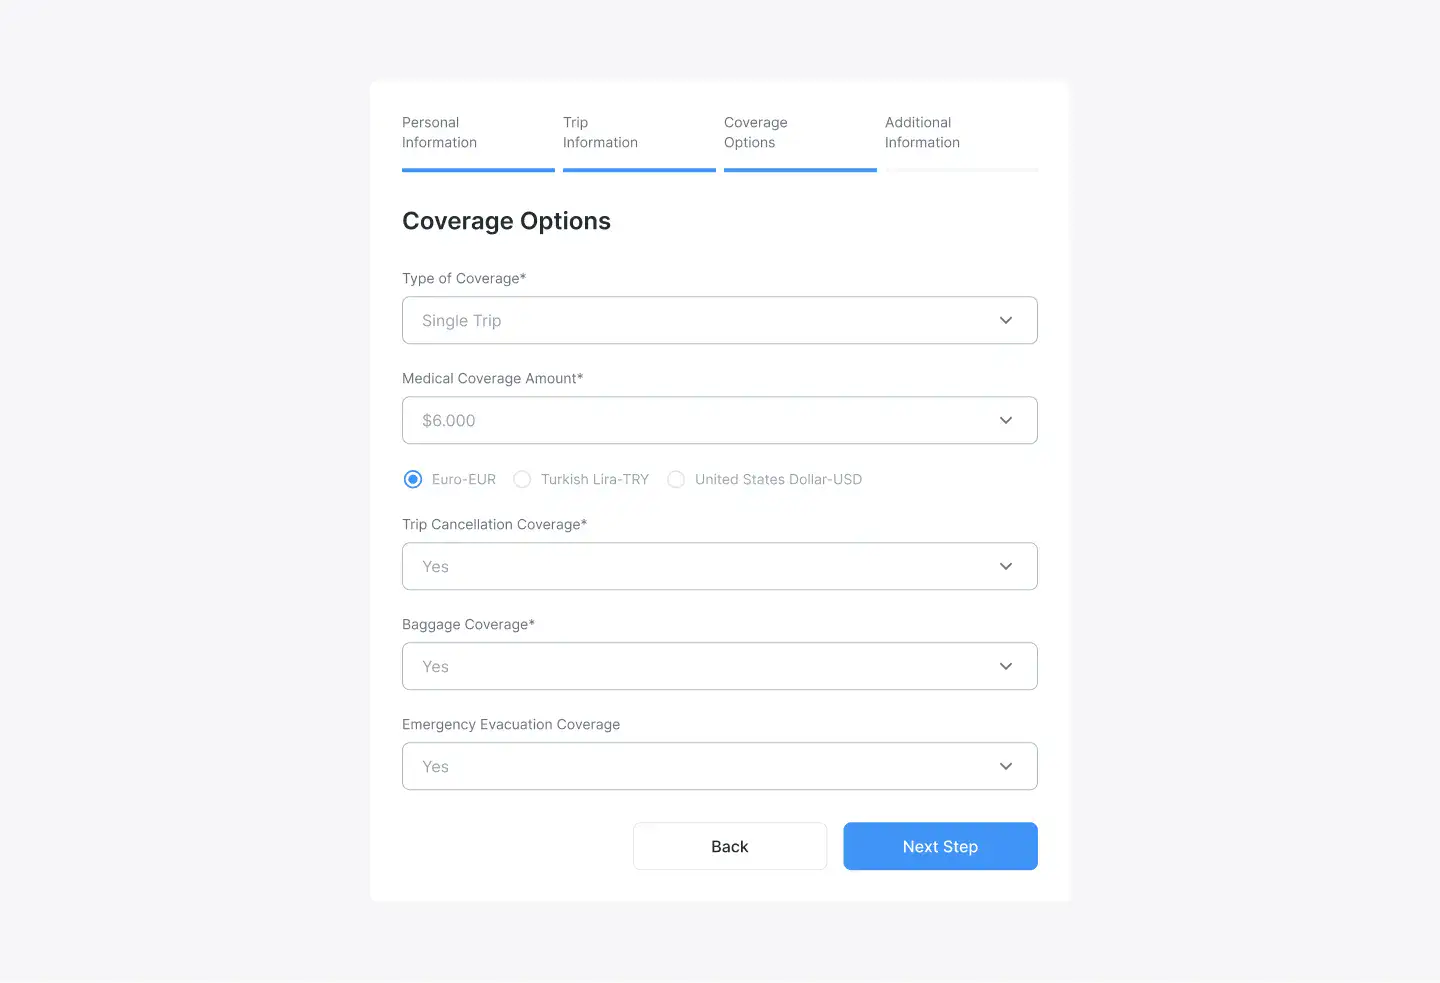 Personal
Information
Trip
Information
Coverage
Options
Additional
Information
Coverage Options
Type of Coverage*
Single Trip
Medical Coverage Amount*
$6.000
Euro-EUR Turkish Lira-TRY United States Dollar-USD
Trip Cancellation Coverage*
Yes
Baggage Coverage*
Yes
Emergency Evacuation Coverage
Yes
Back Next Step